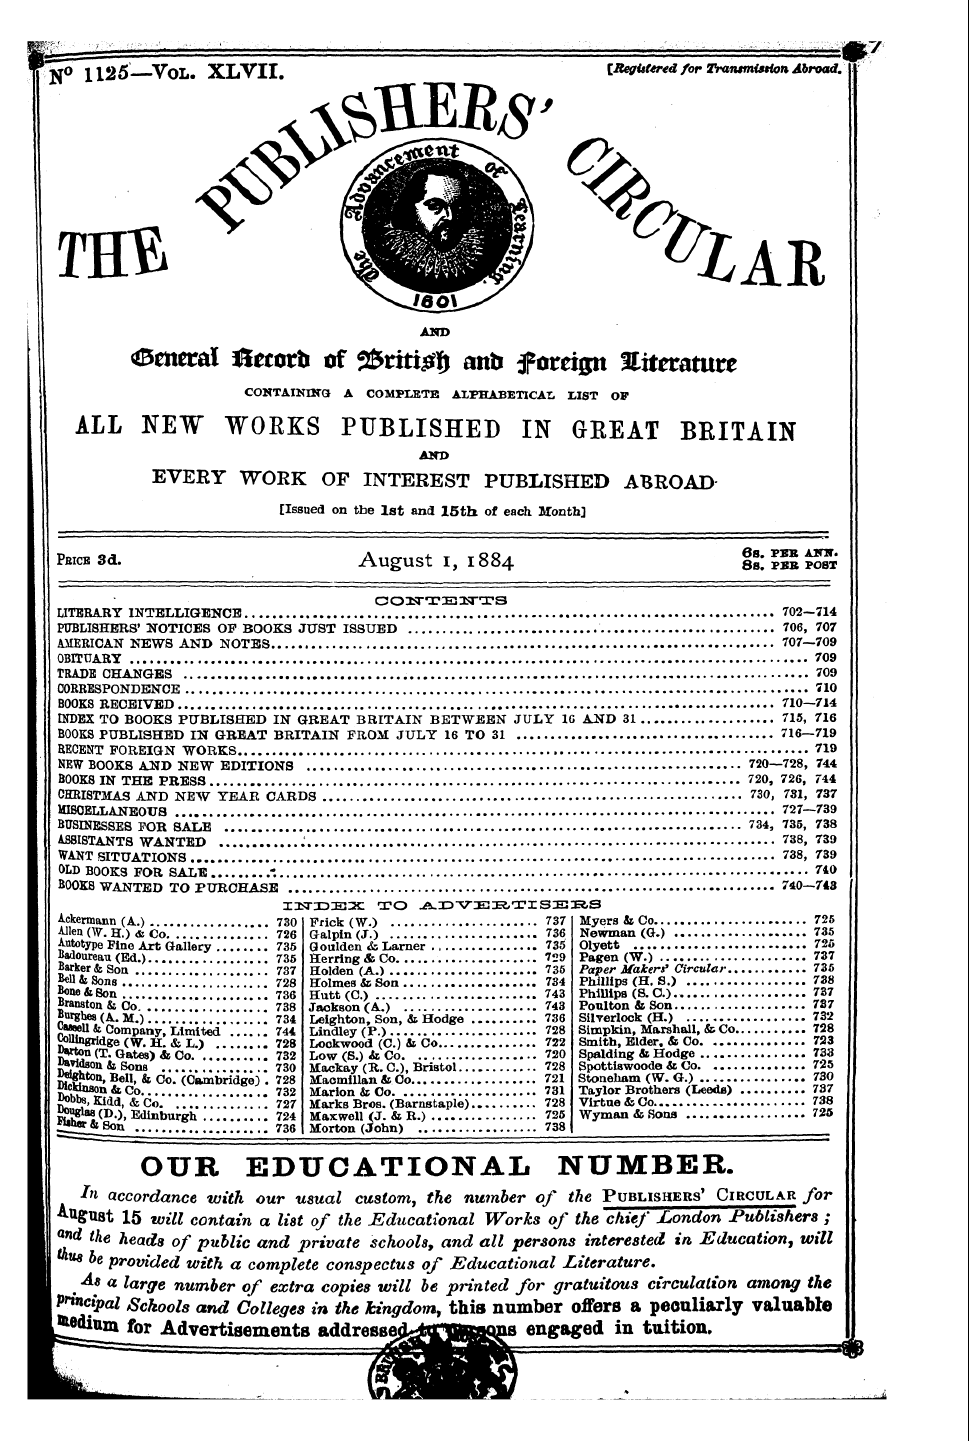 Nº 1125—VOL. XLVII.
[Registered for Transmission Abroad.
THE PUBLISHERS' CIRCULAR
The Advancement of Learning.
1601
AND
General Record of British and Foreign Literature
CONTAINING A COMPLETE ALPHABETICAL LIST OF
ALL NEW WORKS PUBLISHED IN GREAT BRITAIN
AND
EVERY WORK OF INTEREST PUBLISHED ABROAD
[Issued on the 1st and 15th of each Month]
PRICE 3d.
August 1, 1884
6s. PER ANN.
8s. PER POST
CONTENTS
LITERARY INTELLIGENCE 702—714
PUBLISHERS' NOTICES OF BOOKS JUST ISSUED 706, 707
AMERICAN NEWS AND NOTES 707—709
OBITUARY 709
TRADE CHANGES 709
CORRESPONDENCE 710
BOOKS RECEIVED 710—714
INDEX TO BOOKS PUBLISHED IN GREAT BRITAIN BETWEEN JULY 16 AND 31 715, 716
BOOKS PUBLISHED IN GREAT BRITAIN FROM JULY 16 TO 31 716—719
RECENT FOREIGN WORKS 719
NEW BOOKS AND NEW EDITIONS 720—728, 744
BOOKS IN THE PRESS 720, 726, 744
CHRISTMAS AND NEW YEAR CARDS 730, 731, 737
MISCELLANEOUS 727—739
BUSINESSES FOR SALE 734, 735, 738
ASSISTANTS WANTED 738, 739
WANT SITUATIONS 738, 739
OLD BOOKS FOR SALE 740
BOOKS WANTED TO PURCHASE 740—743
INDEX TO ADVERTISERS
Ackermann (A.) 730
Allen (W. H.) & Co. 726
Autotype Fine Art Gallery 735
Badoureau (Ed.) 735
Barker & Son 737
Bell & Sons 728
Bone & Son 736
Branston & Co. 738
Burghes (A. M.) 734
Cassell & Company, Limited 744
Collingridge (W. H. & L.) 728
Darton (T. Gates) & Co. 732
Davidson & Sons 730
Deighton, Bell, & Co. (Cambridge) 728
Dickinson & Co. 732
Dobbs, Kidd, & Co. 727
Douglas (D.), Edinburgh 724
Fisher & Son 736
Frick (W.) 737
Galpin (J.) 736
Goulden & Larner 735
Herring & Co. 729
Holden (A.) 735
Holmes & Son 734
Hutt (C.) 743
Jackson (A.) 743
Leighton, Son, & Hodge 736
Lindley (P.) 728
Lockwood (C.) & Co. 722
Low (S.) & Co. 720
Mackay (R. C.), Bristol 728
Macmillan & Co. 721
Marion & Co. 731
Marks Bros. (Barnstaple) 728
Maxwell (J. & R.) 725
Morton (John) 738
Myers & Co. 725
Newman (G.) 735
Olyett 725
Pagen (W.) 737
Paper Makers' Circular 735
Phillips (H. S.) 738
Phillips (S. C.) 737
Poulton & Son 737
Silverlock (H.) 732
Simpkin, Marshall, & Co. 728
Smith, Elder, & Co. 723
Spalding & Hodge 733
Spottiswoode & Co. 725
Stoneham (W. G.) 730
Taylor Brothers (Leeds) 737
Virtue & Co. 738
Wyman & Sons 725
OUR EDUCATIONAL NUMBER.
In accordance with our usual custom, the number of the PUBLISHERS' CIRCULAR for
August 15 will contain a list of the Educational Works of the chief London Publishers;
and the heads of public and private schools, and all persons interested in Education, will
thus be provided with a complete conspectus of Educational Literature.
As a large number of extra copies will be printed for gratuitous circulation among the
principal Schools and Colleges in the kingdom, this number offers a peculiarly valuable
medium for Advertisements addressed to persons engaged in tuition.